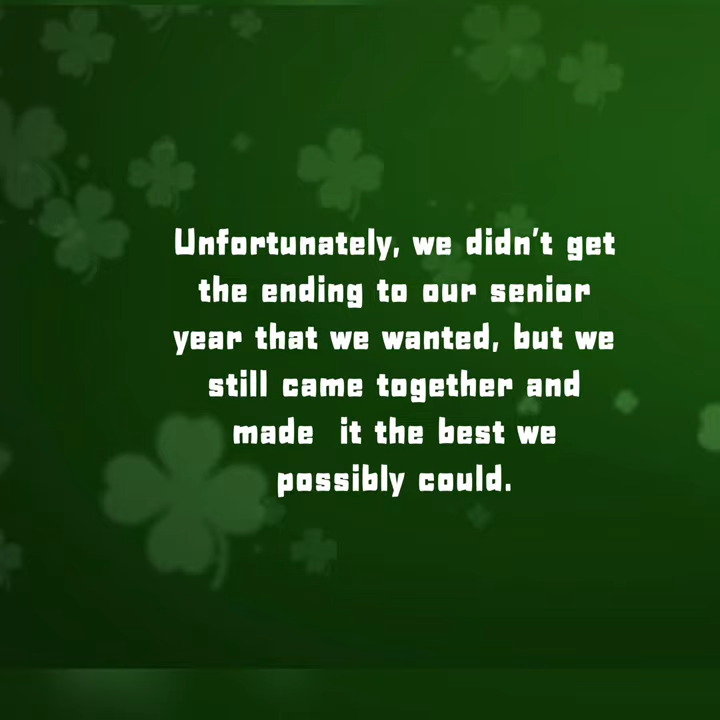 Unfortunately, we didn't get
the ending to our senior
year that we wanted, but we
still came together and
made  it the best we
possibly could.